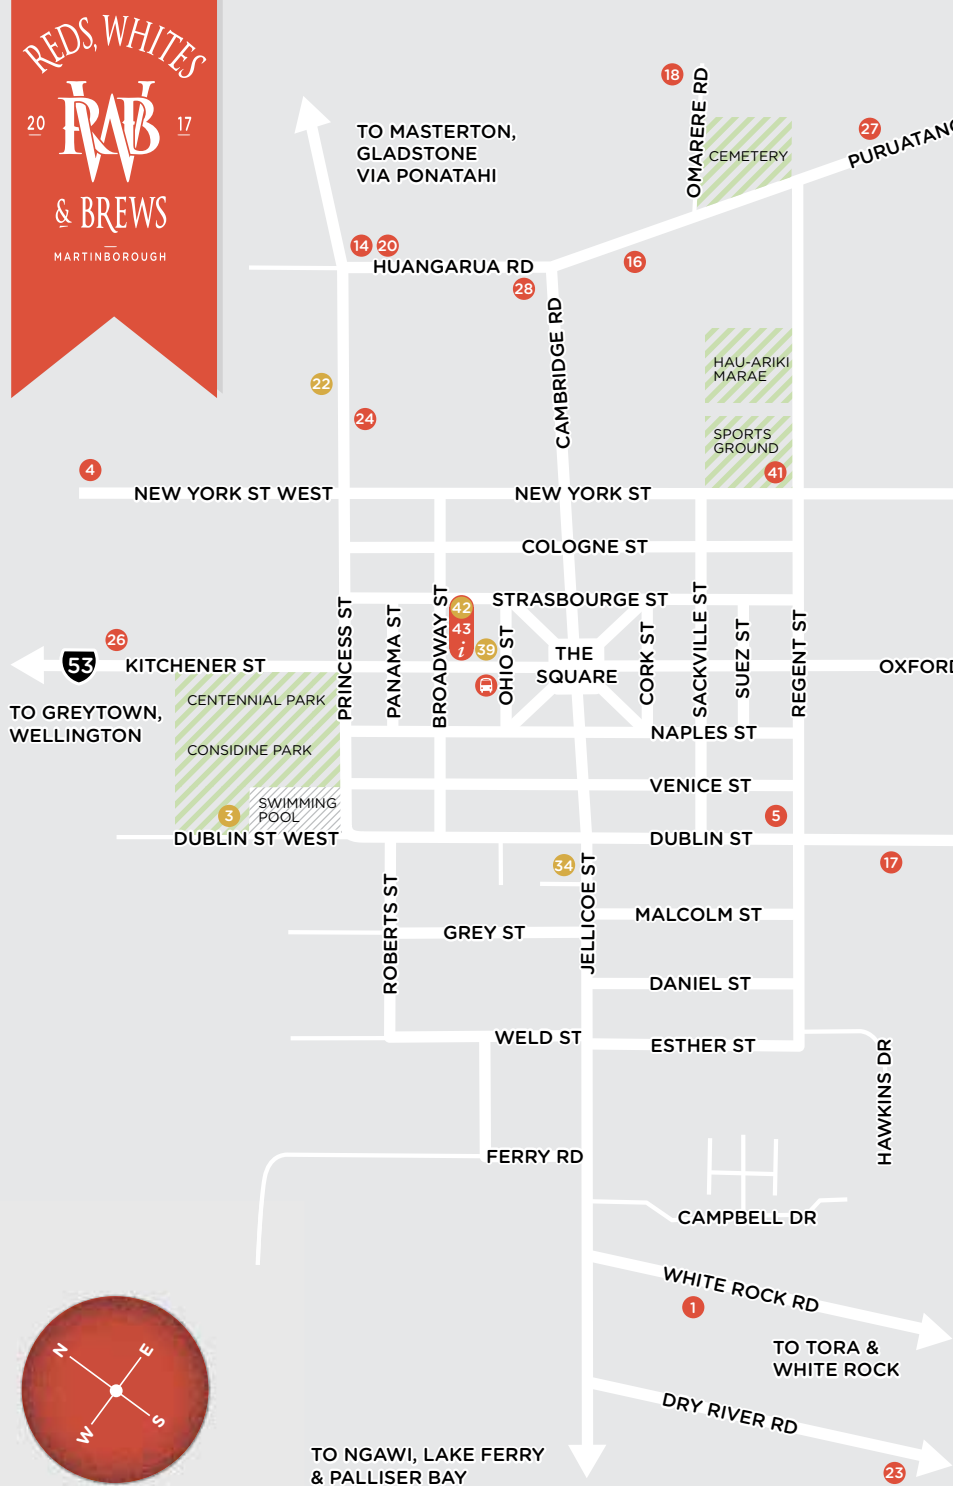 REDS, WHITES
20 RWB 17
& BREWS
MARTINBOROUGH
TO MASTERTON,
GLADSTONE
VIA PONATAHI
18
OMARERE RD
CEMETERY
27
14 20
HUANGARUA RD
28
16
CAMBRIDGE RD
22
24
HAU-ARIKI
MARAE
SPORTS
GROUND
41
4
NEW YORK ST WEST
NEW YORK ST
COLOGNE ST
STRASBOURGE ST
PRINCESS ST
PANAMA ST
BROADWAY ST
42
43
i
39
OHIO ST
THE
SQUARE
CORK ST
SACKVILLE ST
SUEZ ST
REGENT ST
26
53
KITCHENER ST
OXFORD
TO GREYTOWN,
WELLINGTON
CENTENNIAL PARK
CONSIDINE PARK
SWIMMING
POOL
3
DUBLIN ST WEST
NAPLES ST
VENICE ST
5
DUBLIN ST
17
34
JELLICOE ST
ROBERTS ST
GREY ST
MALCOLM ST
DANIEL ST
WELD ST
ESTHER ST
HAWKINS DR
FERRY RD
CAMPBELL DR
WHITE ROCK RD
1
TO TORA &
WHITE ROCK
DRY RIVER RD
23
N
E
S
W
TO NGAWI, LAKE FERRY
& PALLISER BAY